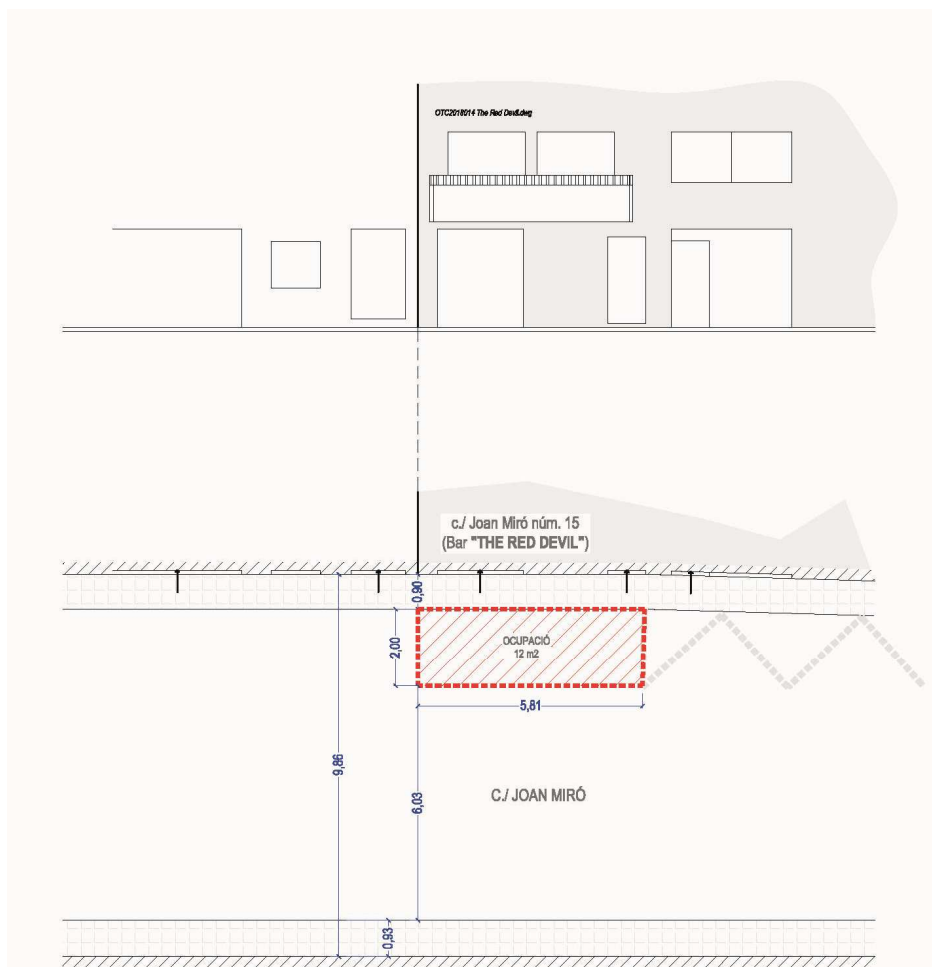 OTC2018014 The Red Devil.dwg
c./ Joan Miró núm. 15
(Bar "THE RED DEVIL")
0,90
OCUPACIÓ
12 m2
2,00
5,81
9,86
6,03
C./ JOAN MIRÓ
0,93